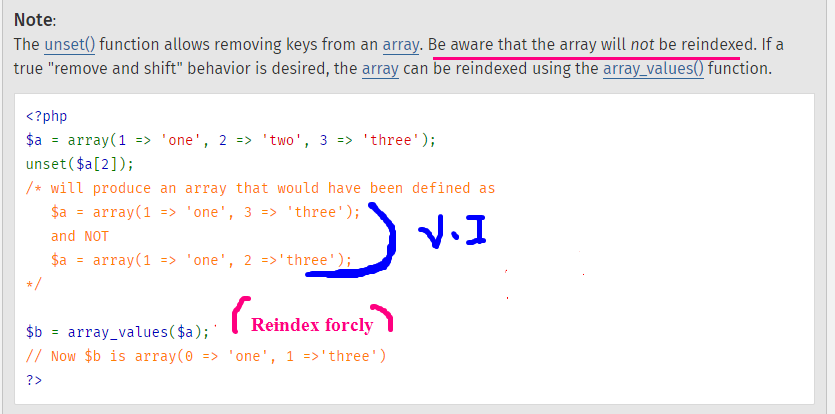 Note:
The unset() function allows removing keys from an array. Be aware that the array will not be reindexed. If a
true "remove and shift" behavior is desired, the array can be reindexed using the array_values() function.
<?php
$a = array(1 => 'one', 2 => 'two', 3 => 'three');
unset($a[2]);
/* will produce an array that would have been defined as
   $a = array(1 => 'one', 3 => 'three');
   and NOT
   $a = array(1 => 'one', 2 =>'three');
V.I
*/
$b = array_values($a);
(Reindex forcly)
// Now $b is array(0 => 'one', 1 =>'three')
?>